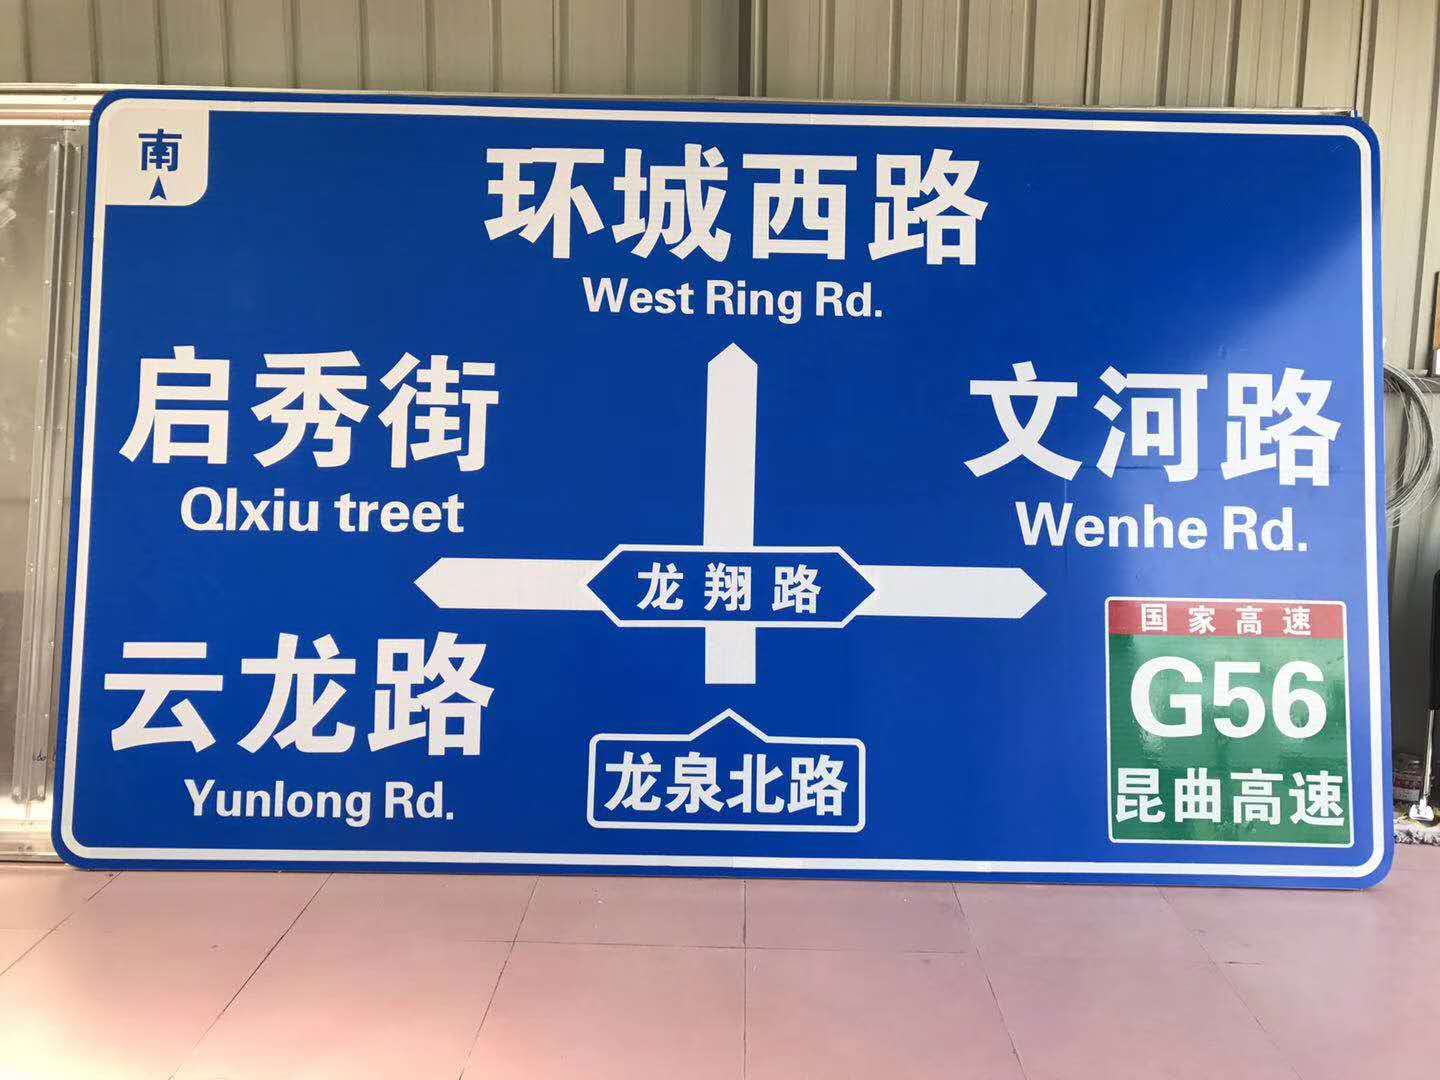 南
环城西路
West Ring Rd.
启秀街
QIxiu treet
文河路
Wenhe Rd.
龙翔路
云龙路
Yunlong Rd.
龙泉北路
国家高速
G56
昆曲高速